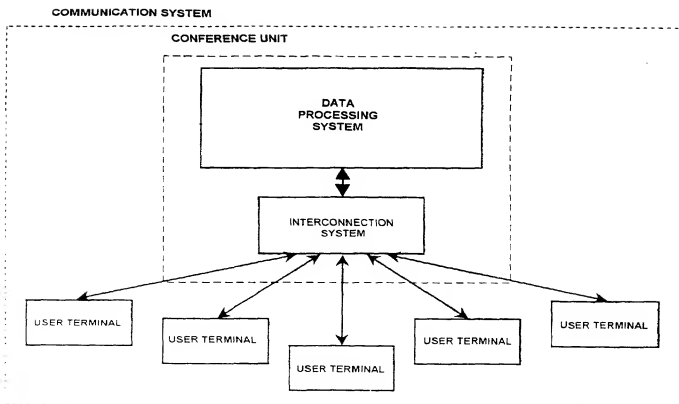 COMMUNICATION SYSTEM
CONFERENCE UNIT
DATA
PROCESSING
SYSTEM
INTERCONNECTION
SYSTEM
USER TERMINAL
USER TERMINAL
USER TERMINAL
USER TERMINAL
USER TERMINAL